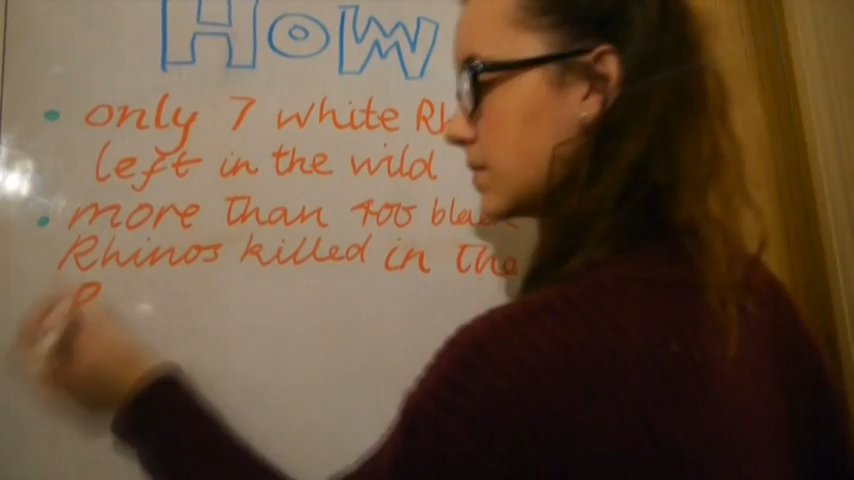 How
only 7 white Rh
left in the wild
more than 400 black
Rhinos killed in the
P